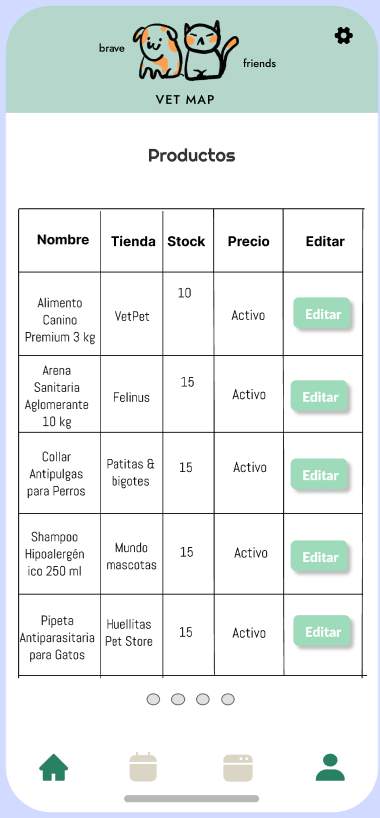 brave
friends
VET MAP
Productos
Nombre Tienda Stock Precio Editar
Alimento
Canino
Premium 3 kg
VetPet
10
Activo
Editar
Arena
Sanitaria
Aglomerante
10 kg
Felinus
15
Activo
Editar
Collar
Antipulgas
para Perros
Patitas &
bigotes
15
Activo
Editar
Shampoo
Hipoalergén
ico 250 ml
Mundo
mascotas
15
Activo
Editar
Pipeta
Antiparasitaria
para Gatos
Huellitas
Pet Store
15
Activo
Editar